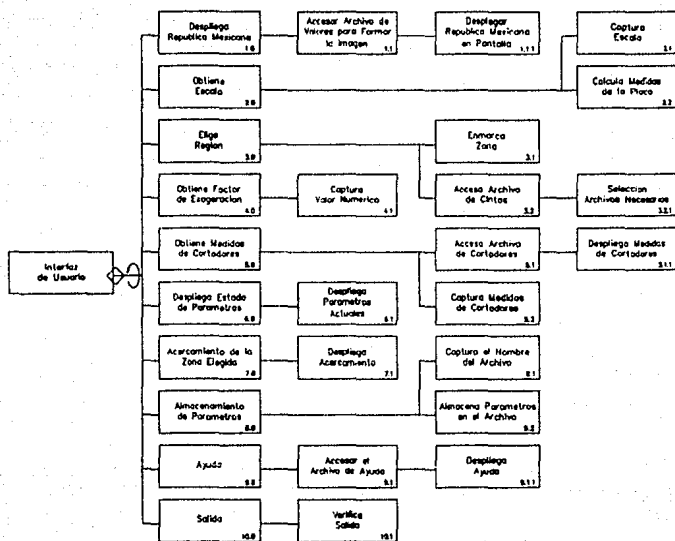 Despliega
Republica Mexicana
1.0
Accesar Archivo de
Valores para Formar
la Imagen
1.1
Desplegar
Republica Mexicana
en Pantalla
1.1.1
Captura
Escala
2.1
Obtiene
Escala
2.0
Calcula Medidas
de la Placa
2.2
Elige
Region
3.0
Enmarca
Zona
3.1
Obtiene Factor
de Exageracion
4.0
Captura
Valor Numerico
4.1
Accesa Archivo
de Cintas
3.2
Seleccion
Archivos Necesarios
3.2.1
Interfaz
de Usuario
Obtiene Medidas
de Cortadores
5.0
Accesa Archivo
de Cortadores
5.1
Despliega Medidas
de Cortadores
5.1.1
Despliega Estado
de Parametros
6.0
Despliega
Parametros
Actuales
6.1
Captura Medidas
de Cortadores
5.2
Acercamiento de la
Zona Elegida
7.0
Despliega
Acercamiento
7.1
Captura el Nombre
del Archivo
8.1
Almacenamiento
de Parametros
8.0
Almacena Parametros
en el Archivo
8.2
Ayuda
9.0
Accesar el
Archivo de Ayuda
9.1
Despliega
Ayuda
9.1.1
Salida
10.0
Verifica
Salida
10.1